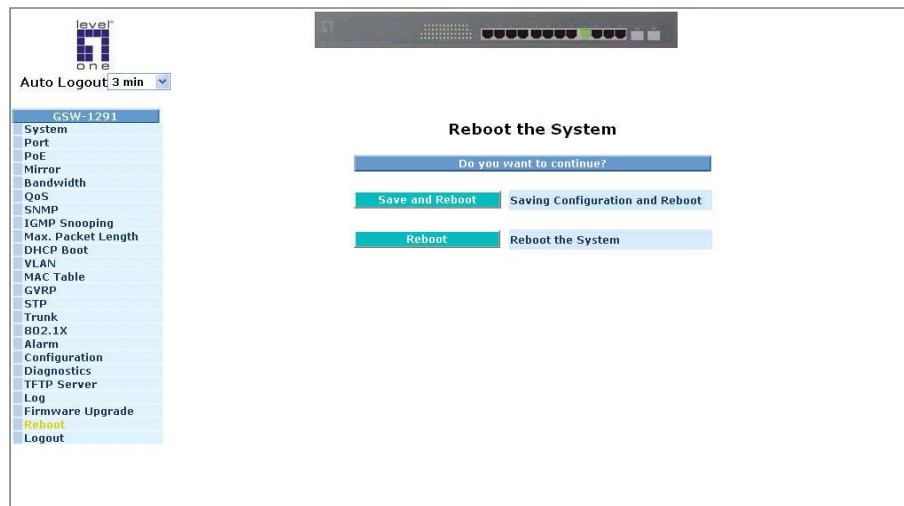 level
one
Auto Logout 3 min
GSW-1291
System
Port
PoE
Mirror
Bandwidth
QoS
SNMP
IGMP Snooping
Max. Packet Length
DHCP Boot
VLAN
MAC Table
GVRP
STP
Trunk
802.1X
Alarm
Configuration
Diagnostics
TFTP Server
Log
Firmware Upgrade
Reboot
Logout
Reboot the System
Do you want to continue?
Save and Reboot Saving Configuration and Reboot
Reboot Reboot the System